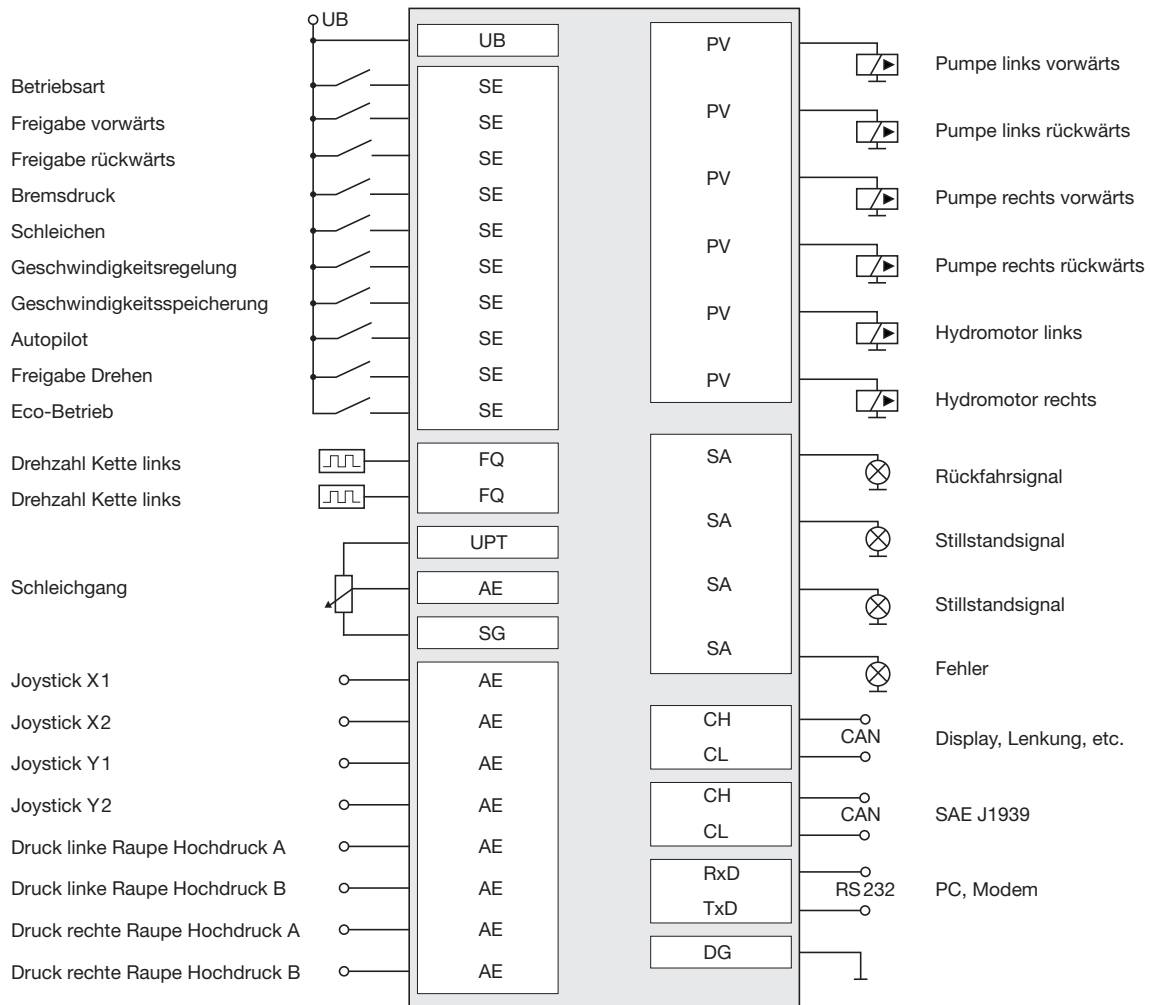 UB
UB
Betriebsart
SE
Freigabe vorwärts
SE
Freigabe rückwärts
SE
Bremsdruck
SE
Schleichen
SE
Geschwindigkeitsregelung
SE
Geschwindigkeitsspeicherung
SE
Autopilot
SE
Freigabe Drehen
SE
Eco-Betrieb
SE
Drehzahl Kette links
FQ
Drehzahl Kette links
FQ
UPT
Schleichgang
AE
SG
Joystick X1
AE
Joystick X2
AE
Joystick Y1
AE
Joystick Y2
AE
Druck linke Raupe Hochdruck A
AE
Druck linke Raupe Hochdruck B
AE
Druck rechte Raupe Hochdruck A
AE
Druck rechte Raupe Hochdruck B
AE
PV
Pumpe links vorwärts
PV
Pumpe links rückwärts
PV
Pumpe rechts vorwärts
PV
Pumpe rechts rückwärts
PV
Hydromotor links
PV
Hydromotor rechts
SA
Rückfahrsignal
SA
Stillstandsignal
SA
Stillstandsignal
SA
Fehler
CH
CAN
Display, Lenkung, etc.
CL
CH
CAN
SAE J1939
CL
RxD
RS232
PC, Modem
TxD
DG